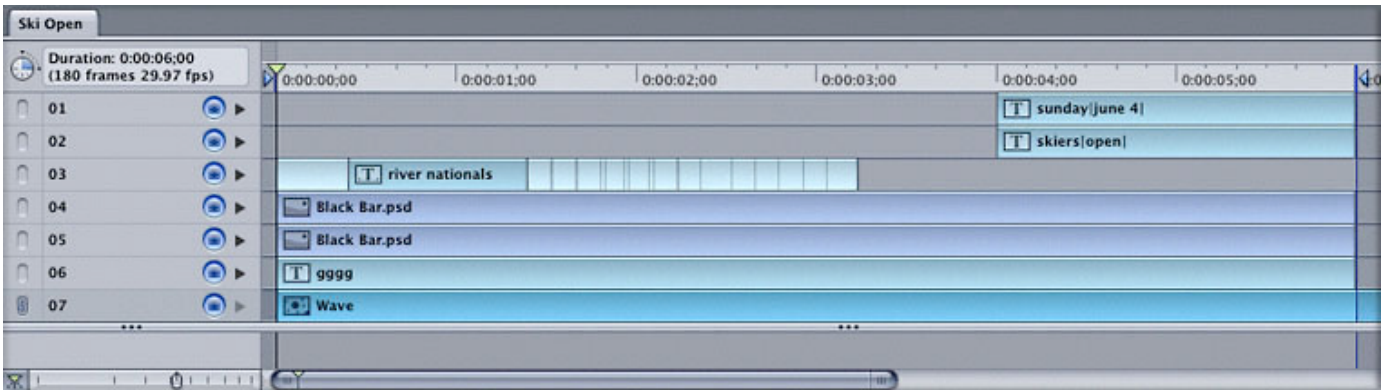 Ski Open
Duration: 0:00:06;00
(180 frames 29.97 fps)
0:00:00;00 0:00:01;00 0:00:02;00 0:00:03;00 0:00:04;00 0:00:05;00
01 T sunday|june 4|
02 T skiers|open|
03 T river nationals
04 Black Bar.psd
05 Black Bar.psd
06 T gggg
07 Wave